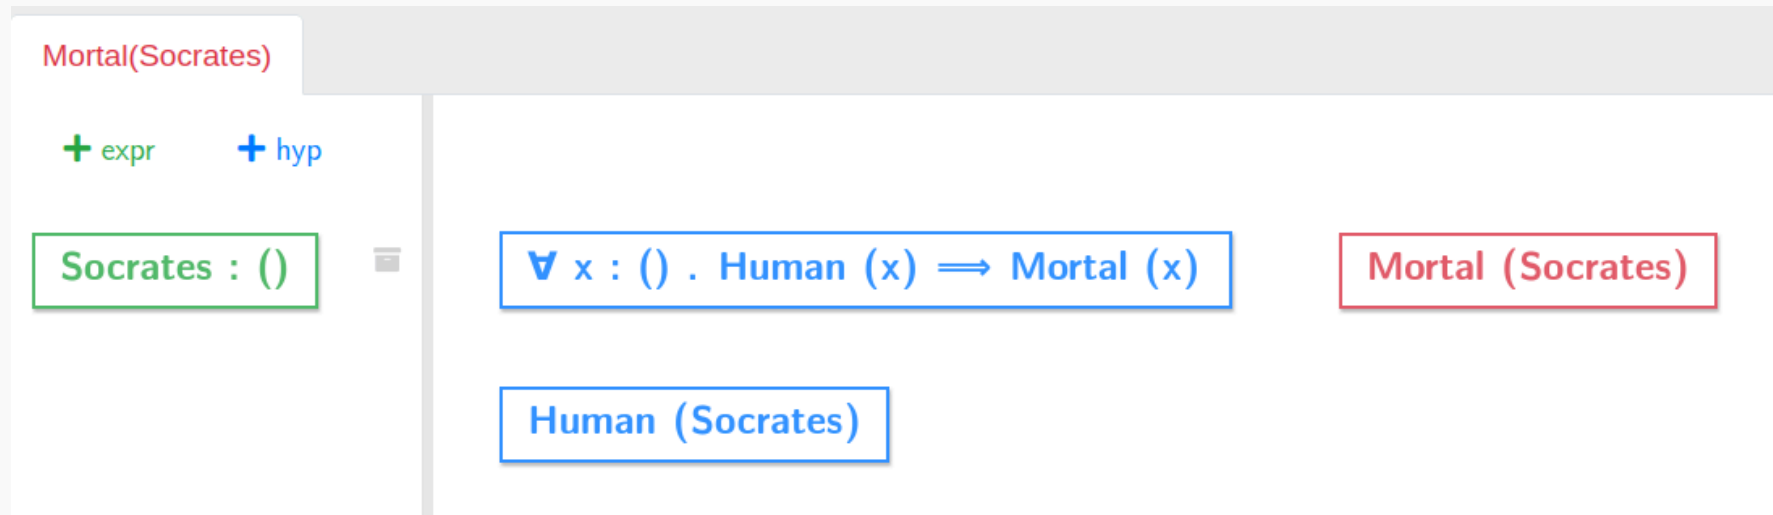 Mortal(Socrates)
+ expr + hyp
Socrates : () ∀ x : () . Human (x) ⟹ Mortal (x) Mortal (Socrates)
Human (Socrates)